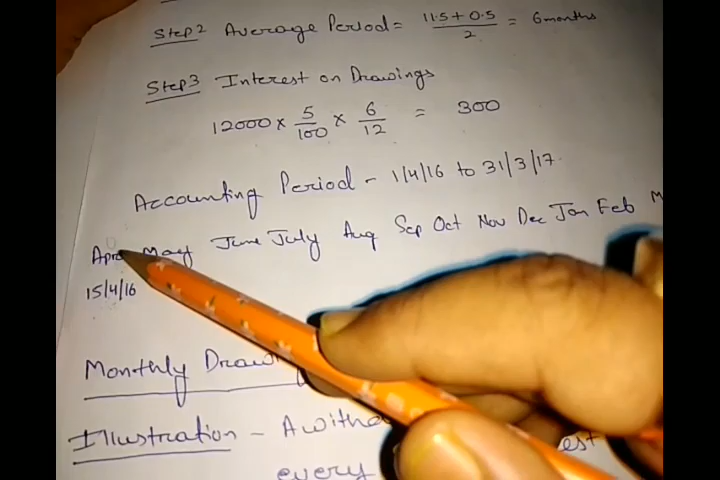 Step2 Average Period = 11.5 + 0.5 / 2 = 6 months
Step3 Interest on Drawings
12000 × 5/100 × 6/12 = 300
Accounting Period - 1/4/16 to 31/3/17
May June July Aug Sep Oct Nov Dec Jan Feb
15/4/16
Monthly
Illustration - A
every